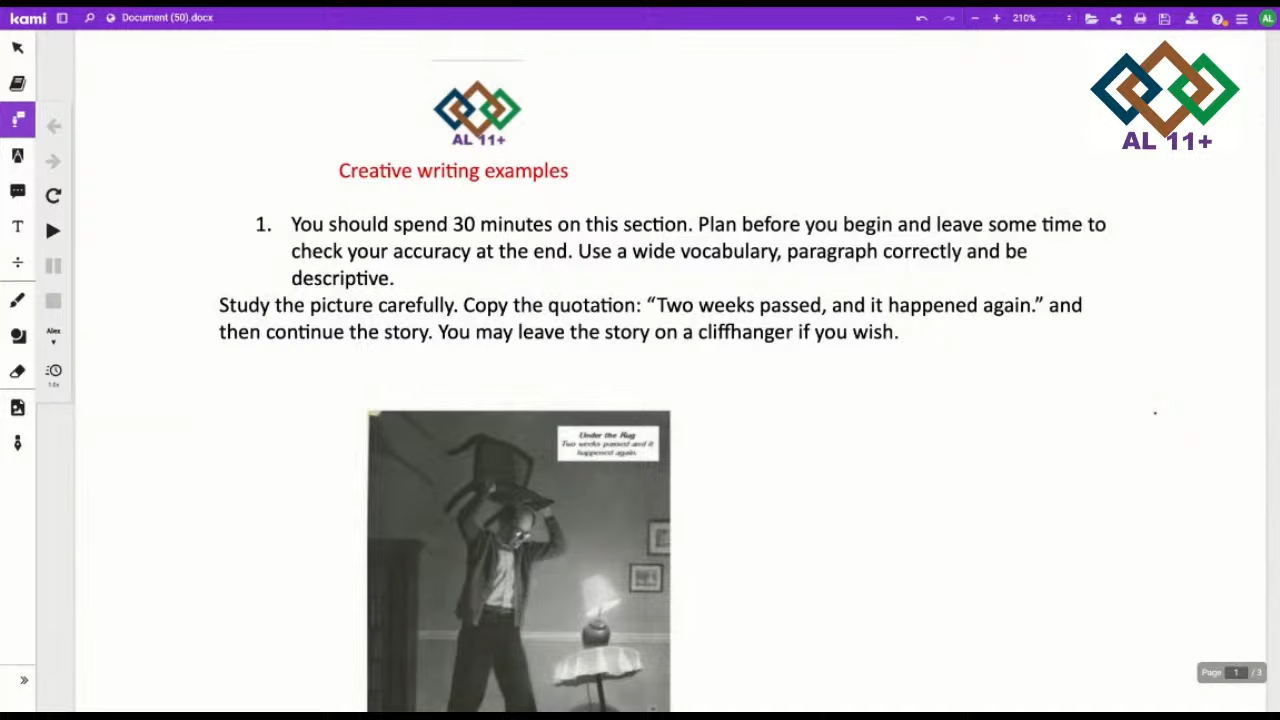 kami
Document (50).docx
210%
AL
AL 11+
AL 11+
Creative writing examples
1. You should spend 30 minutes on this section. Plan before you begin and leave some time to
check your accuracy at the end. Use a wide vocabulary, paragraph correctly and be
descriptive.
Study the picture carefully. Copy the quotation: “Two weeks passed, and it happened again.” and
then continue the story. You may leave the story on a cliffhanger if you wish.
Under the Rug
Two weeks passed and it
happened again.
Alex
1.0x
Page 1 / 3